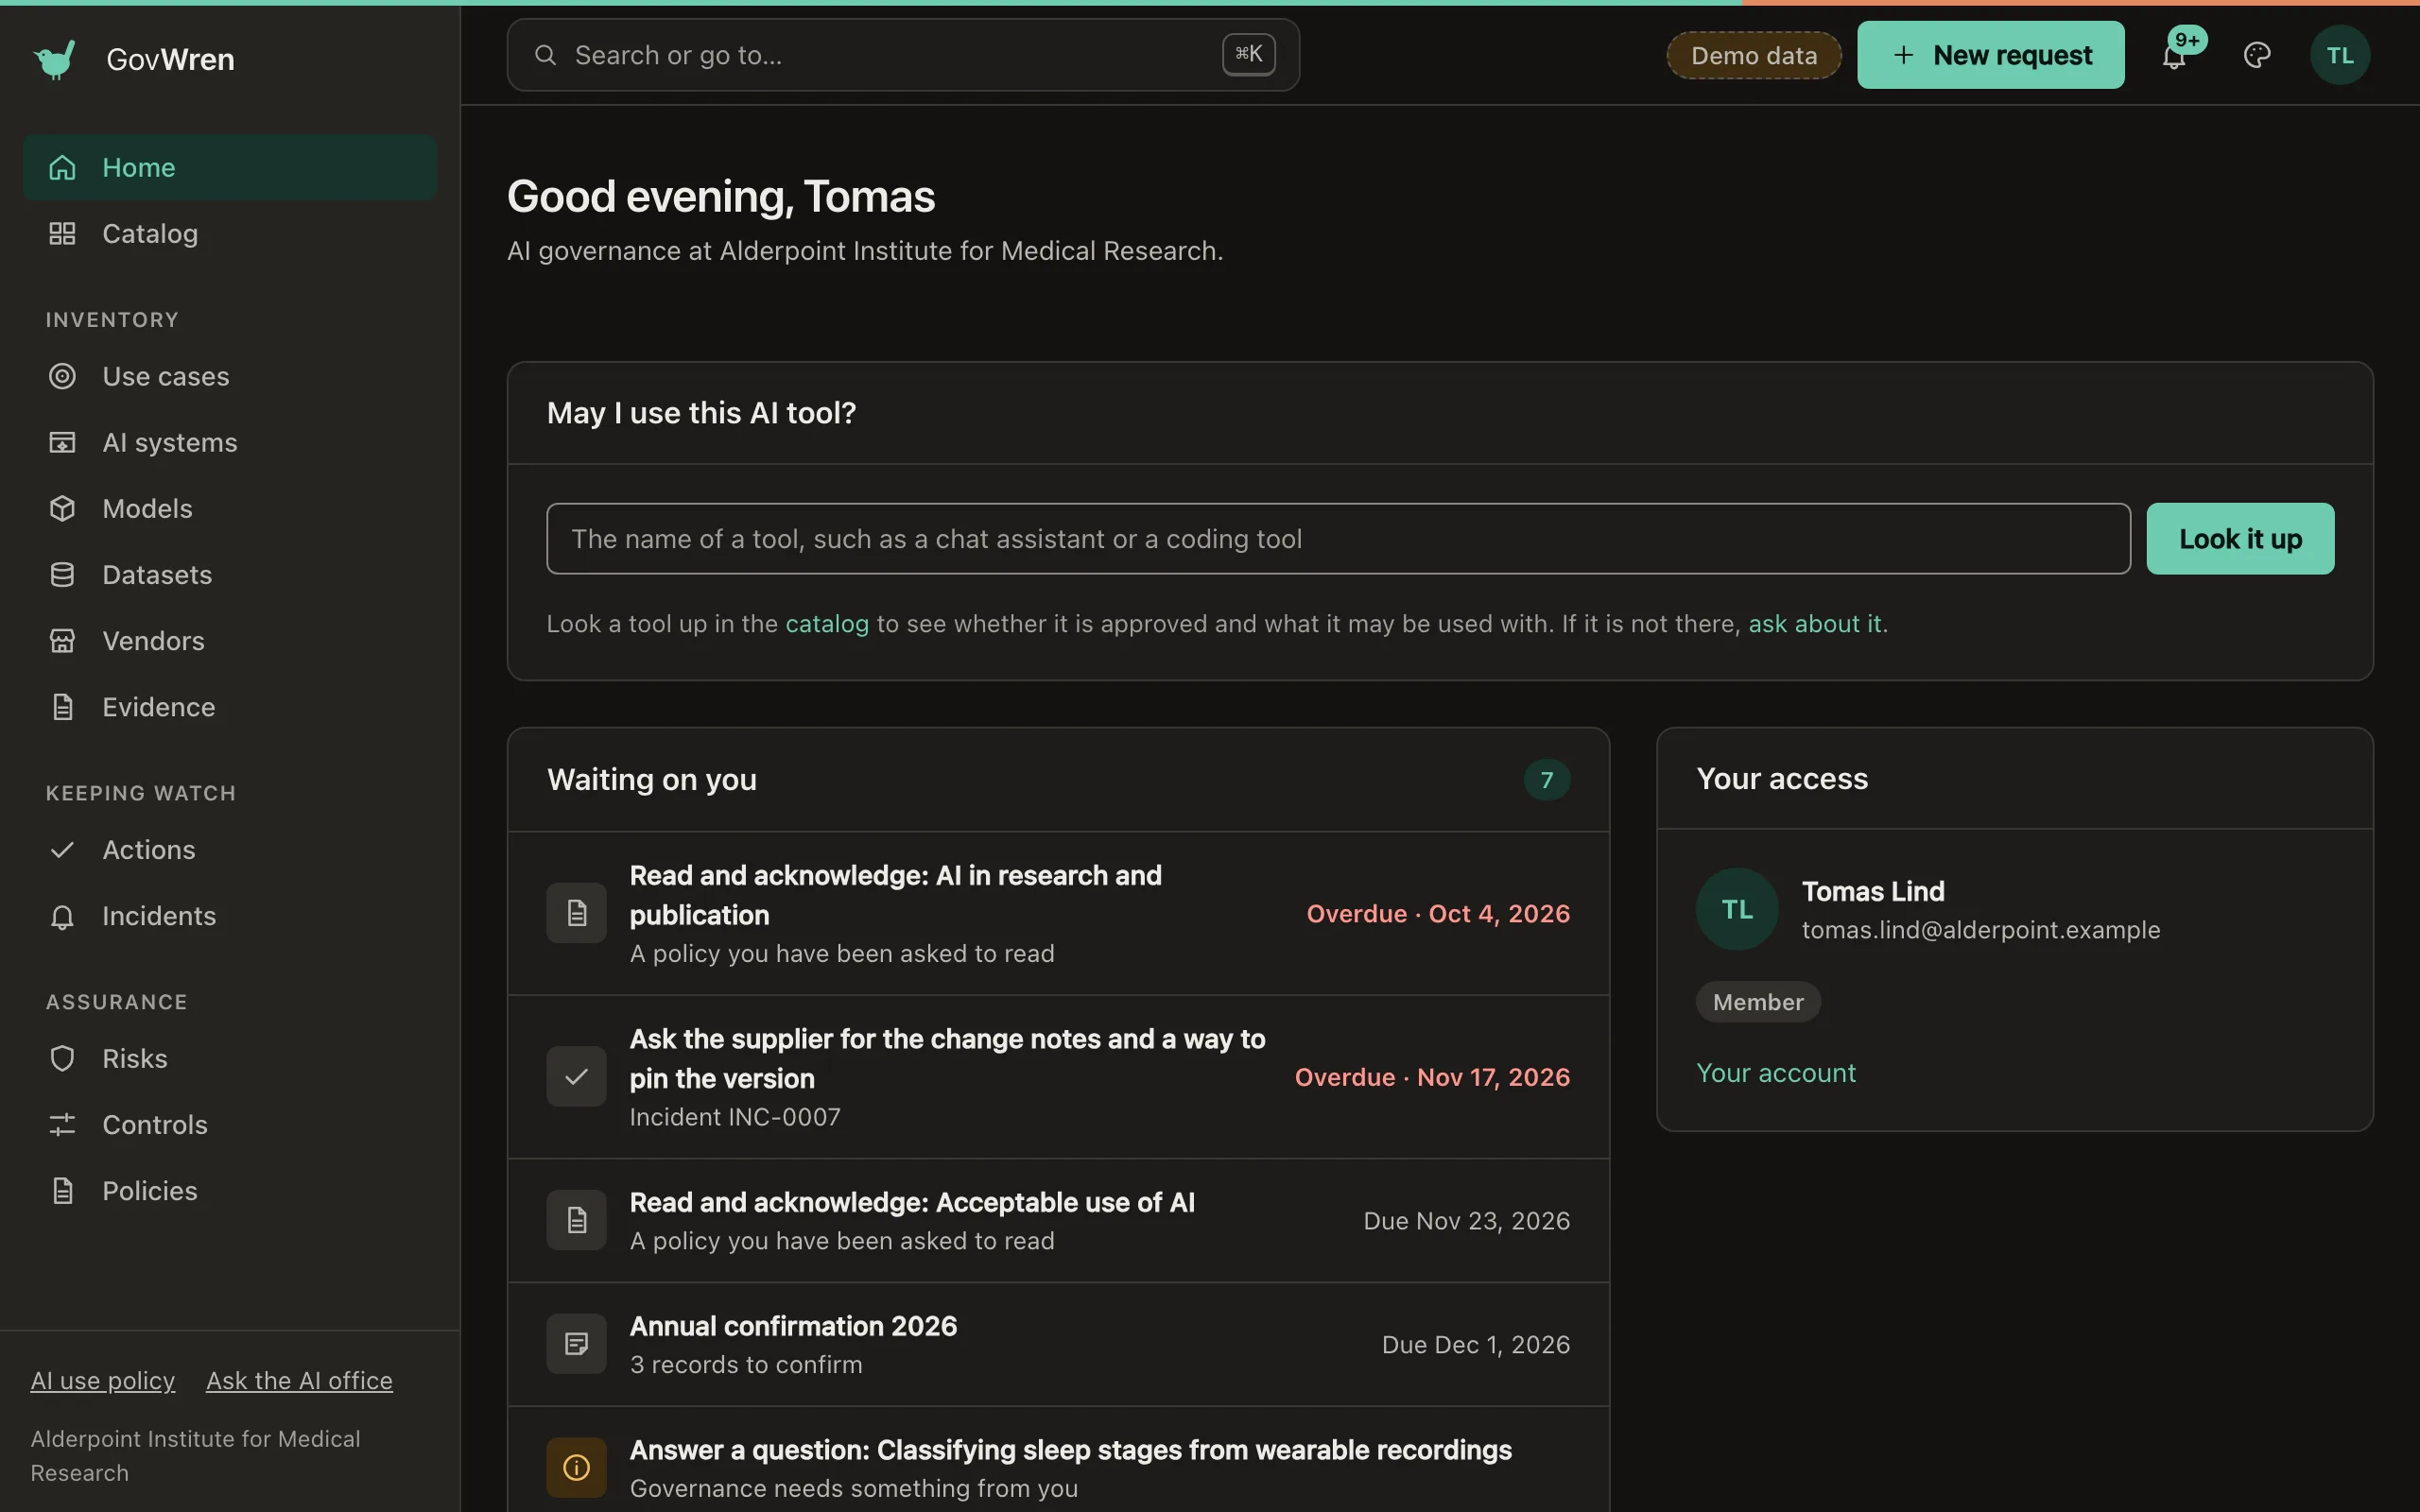 GovWren
Search or go to...
⌘K
Demo data
New request
9+
TL
Home
Catalog
INVENTORY
Use cases
AI systems
Models
Datasets
Vendors
Evidence
KEEPING WATCH
Actions
Incidents
ASSURANCE
Risks
Controls
Policies
AI use policy
Ask the AI office
Alderpoint Institute for Medical
Research
Good evening, Tomas
AI governance at Alderpoint Institute for Medical Research.
May I use this AI tool?
The name of a tool, such as a chat assistant or a coding tool
Look it up
Look a tool up in the catalog to see whether it is approved and what it may be used with. If it is not there, ask about it.
Waiting on you
7
Read and acknowledge: AI in research and
publication
A policy you have been asked to read
Overdue · Oct 4, 2026
Ask the supplier for the change notes and a way to
pin the version
Incident INC-0007
Overdue · Nov 17, 2026
Read and acknowledge: Acceptable use of AI
A policy you have been asked to read
Due Nov 23, 2026
Annual confirmation 2026
3 records to confirm
Due Dec 1, 2026
Answer a question: Classifying sleep stages from wearable recordings
Governance needs something from you
Your access
TL
Tomas Lind
tomas.lind@alderpoint.example
Member
Your account